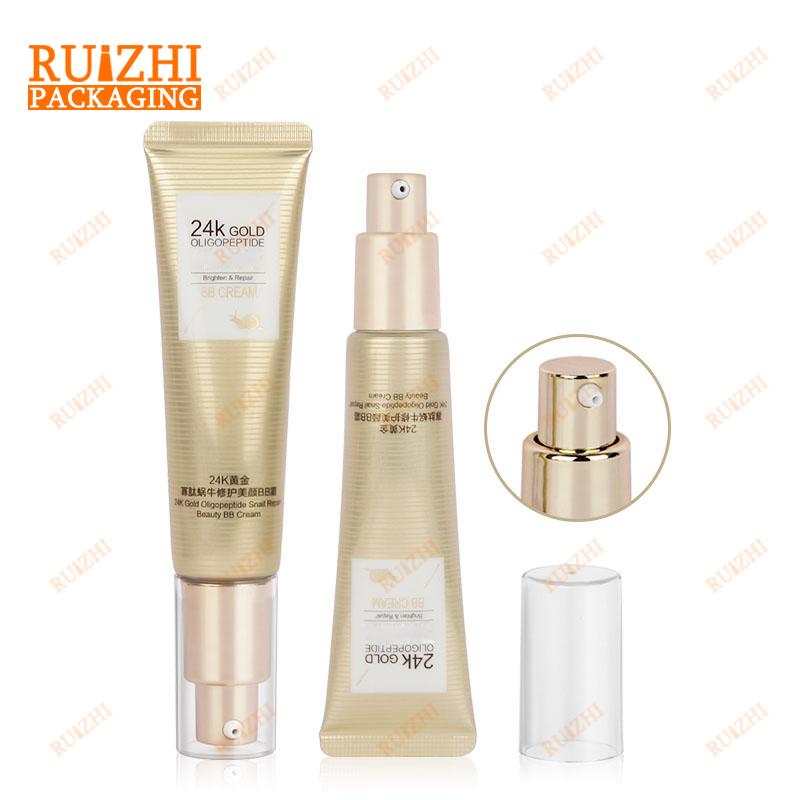 RUIZHI
PACKAGING
24k GOLD
OLIGOPEPTIDE
Brighten & Repair
BB CREAM
24K黄金
寡肽蜗牛修护美颜BB霜
24K Gold Oligopeptide Snail Repair
Beauty BB Cream
24K黄金
寡肽蜗牛修护美颜BB霜
24K Gold Oligopeptide Snail Repair
Beauty BB Cream
24K GOLD
OLIGOPEPTIDE
Brighten & Repair
BB CREAM
RUIZHI